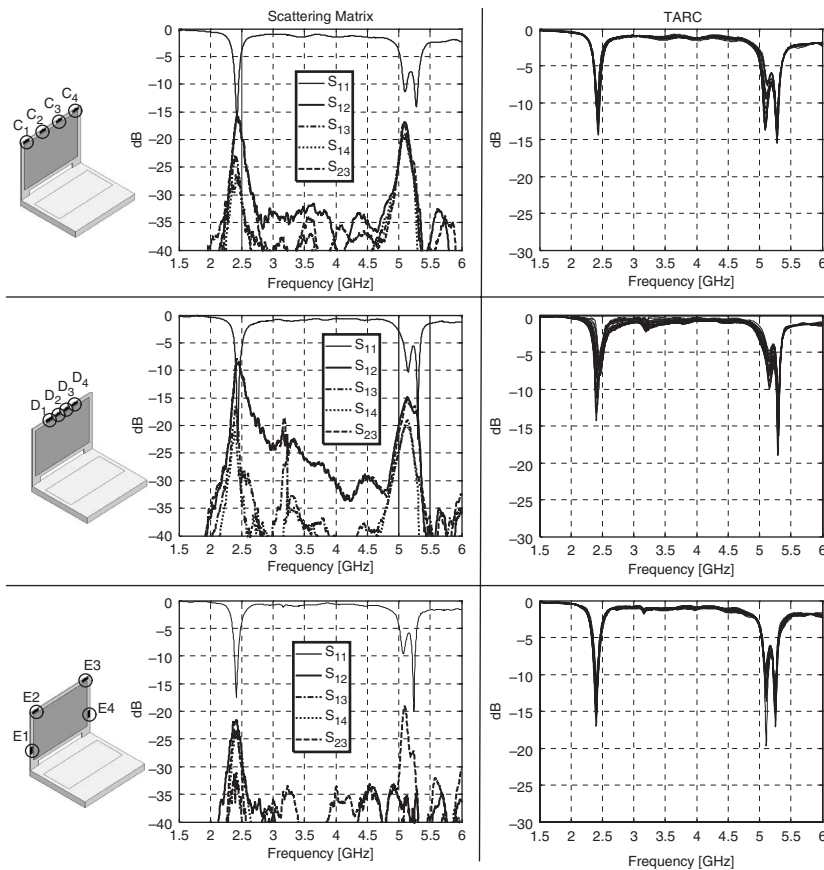 Scattering Matrix
TARC
C1
C2
C3
C4
dB
0
−5
−10
−15
−20
−25
−30
−35
−40
S11
S12
S13
S14
S23
1.5 2 2.5 3 3.5 4 4.5 5 5.5 6
Frequency [GHz]
dB
0
−5
−10
−15
−20
−25
−30
1.5 2 2.5 3 3.5 4 4.5 5 5.5 6
Frequency [GHz]
D1
D2
D3
D4
dB
0
−5
−10
−15
−20
−25
−30
−35
−40
S11
S12
S13
S14
S23
1.5 2 2.5 3 3.5 4 4.5 5 5.5 6
Frequency [GHz]
dB
0
−5
−10
−15
−20
−25
−30
1.5 2 2.5 3 3.5 4 4.5 5 5.5 6
Frequency [GHz]
E3
E2
E4
E1
dB
0
−5
−10
−15
−20
−25
−30
−35
−40
S11
S12
S13
S14
S23
1.5 2 2.5 3 3.5 4 4.5 5 5.5 6
Frequency [GHz]
dB
0
−5
−10
−15
−20
−25
−30
1.5 2 2.5 3 3.5 4 4.5 5 5.5 6
Frequency [GHz]